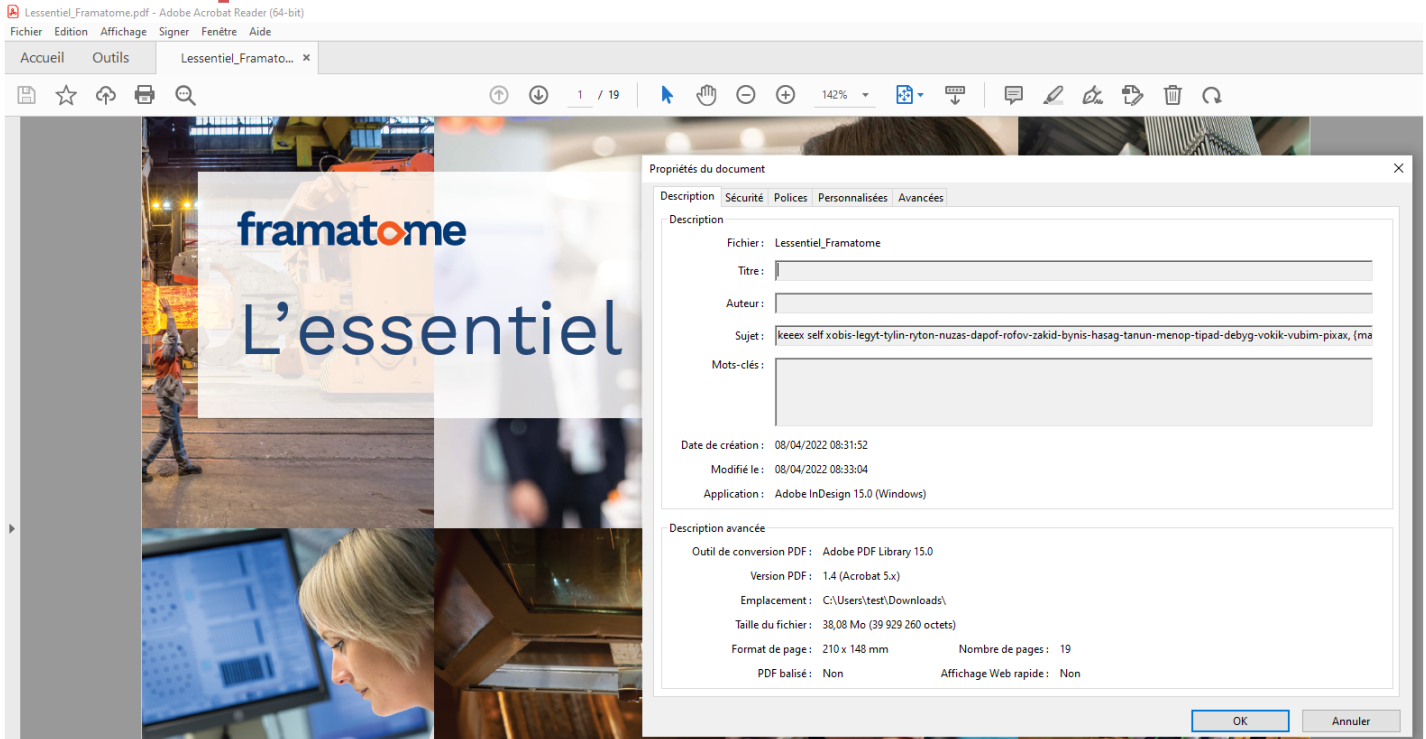 Lessentiel_Framatome.pdf - Adobe Acrobat Reader (64-bit)
Fichier Edition Affichage Signer Fenêtre Aide
Accueil Outils Lessentiel_Framato... ×
1 / 19 142%
framatome
L'essentiel
Propriétés du document
Description Sécurité Polices Personnalisées Avancées
Description
Fichier : Lessentiel_Framatome
Titre :
Auteur :
Sujet : keeex self xobis-legyt-tylin-ryton-nuzas-dapof-rofov-zakid-bynis-hasag-tanun-menop-tipad-debyg-vokik-vubim-pixax, {ma
Mots-clés :
Date de création : 08/04/2022 08:31:52
Modifié le : 08/04/2022 08:33:04
Application : Adobe InDesign 15.0 (Windows)
Description avancée
Outil de conversion PDF : Adobe PDF Library 15.0
Version PDF : 1.4 (Acrobat 5.x)
Emplacement : C:\Users\test\Downloads\
Taille du fichier : 38,08 Mo (39 929 260 octets)
Format de page : 210 x 148 mm Nombre de pages : 19
PDF balisé : Non Affichage Web rapide : Non
OK Annuler